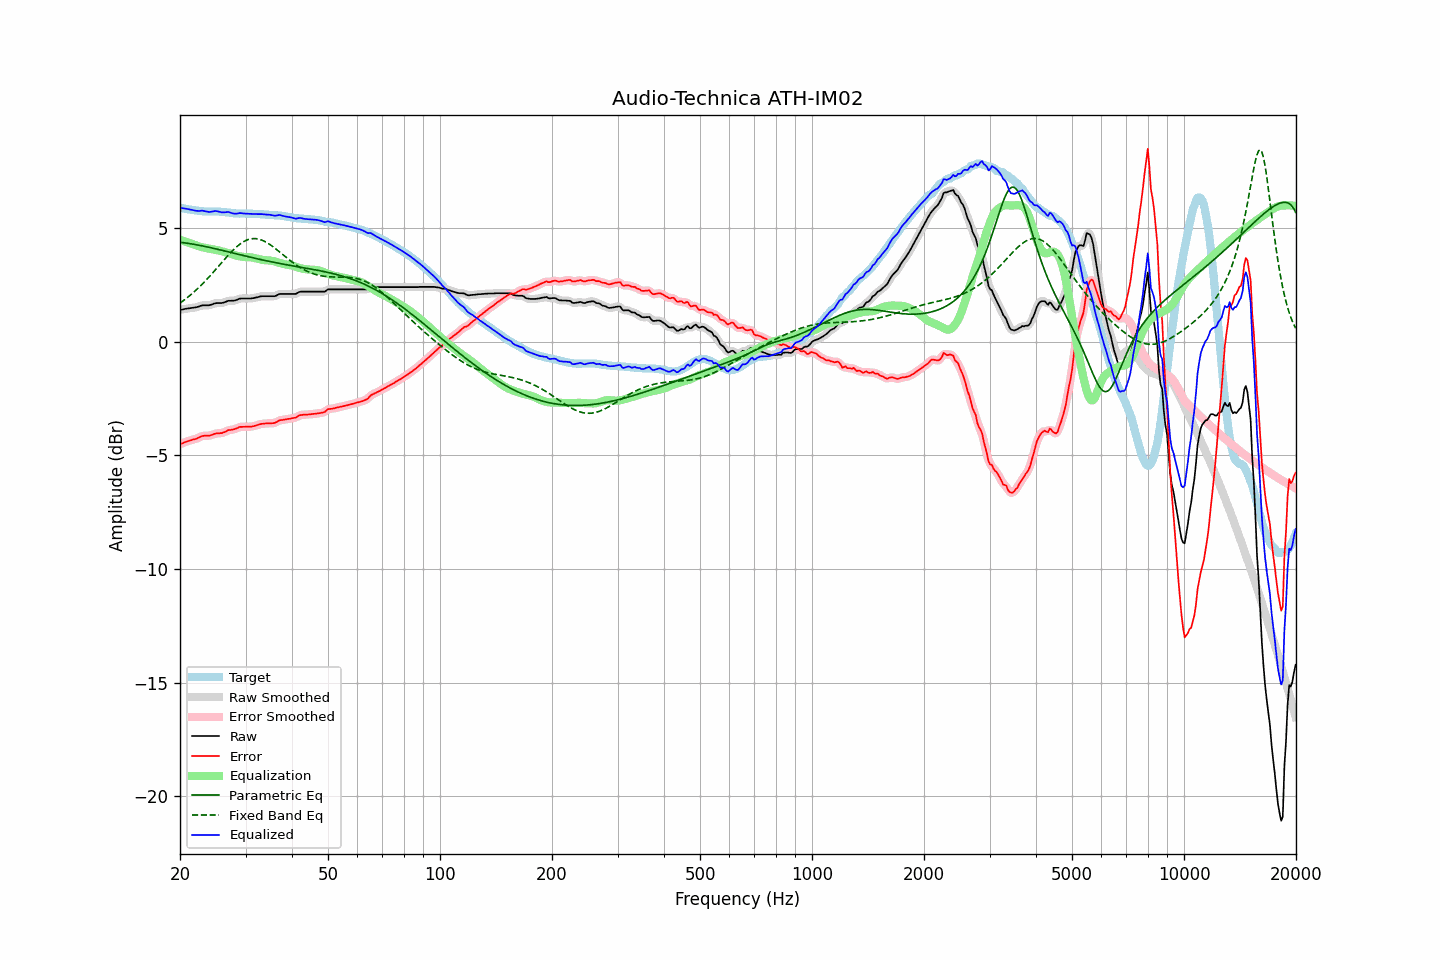 Audio-Technica ATH-IM02
Amplitude (dBr)
5
0
−5
−10
−15
−20
Target
Raw Smoothed
Error Smoothed
Raw
Error
Equalization
Parametric Eq
Fixed Band Eq
Equalized
20
50
100
200
500
1000
2000
5000
10000
20000
Frequency (Hz)